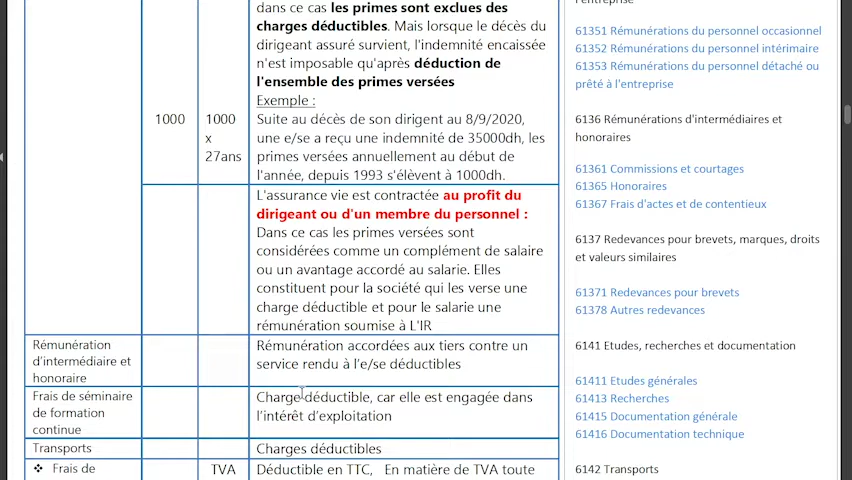 dans ce cas les primes sont exclues des
charges déductibles. Mais lorsque le décès du
dirigeant assuré survient, l'indemnité encaissée
n'est imposable qu'après déduction de
l'ensemble des primes versées
Exemple :
1000
1000
x
27ans
Suite au décès de son dirigeant au 8/9/2020,
une e/se a reçu une indemnité de 35000dh, les
primes versées annuellement au début de
l'année, depuis 1993 s'élèvent à 1000dh.
L'assurance vie est contractée au profit du
dirigeant ou d'un membre du personnel :
Dans ce cas les primes versées sont
considérées comme un complément de salaire
ou un avantage accordé au salarie. Elles
constituent pour la société qui les verse une
charge déductible et pour le salarie une
rémunération soumise à L'IR
Rémunération
d'intermédiaire et
honoraire
Rémunération accordées aux tiers contre un
service rendu à l'e/se déductibles
Frais de séminaire
de formation
continue
Charge déductible, car elle est engagée dans
l'intérêt d'exploitation
Transports
Charges déductibles
❖ Frais de
TVA
Déductible en TTC, En matière de TVA toute
l'entreprise
61351 Rémunérations du personnel occasionnel
61352 Rémunérations du personnel intérimaire
61353 Rémunérations du personnel détaché ou
prêté à l'entreprise
6136 Rémunérations d'intermédiaires et
honoraires
61361 Commissions et courtages
61365 Honoraires
61367 Frais d'actes et de contentieux
6137 Redevances pour brevets, marques, droits
et valeurs similaires
61371 Redevances pour brevets
61378 Autres redevances
6141 Etudes, recherches et documentation
61411 Etudes générales
61413 Recherches
61415 Documentation générale
61416 Documentation technique
6142 Transports